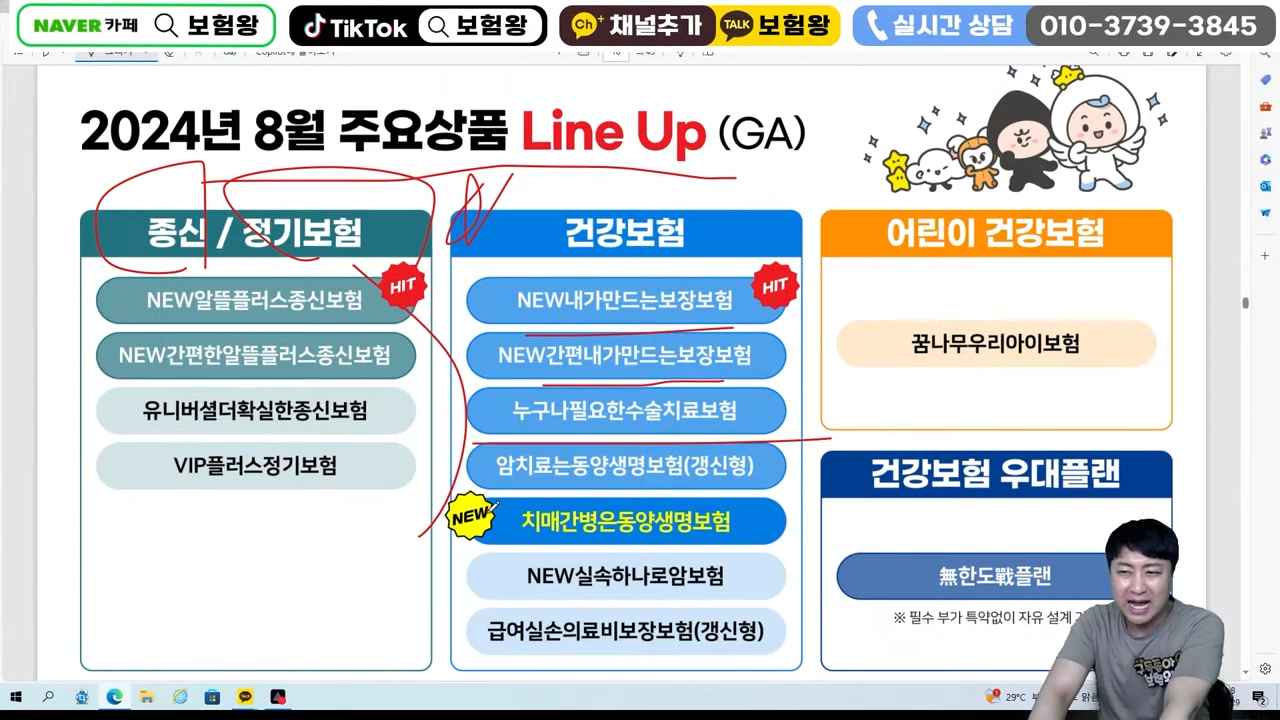 NAVER 카페 보험왕
TikTok 보험왕
Ch+ 채널추가 TALK 보험왕
실시간 상담 010-3739-3845
2024년 8월 주요상품 Line Up (GA)
종신 / 정기보험
HIT
NEW알뜰플러스종신보험
NEW간편한알뜰플러스종신보험
유니버셜더확실한종신보험
VIP플러스정기보험
건강보험
HIT
NEW내가만드는보장보험
NEW간편내가만드는보장보험
누구나필요한수술치료보험
암치료는동양생명보험(갱신형)
NEW
치매간병은동양생명보험
NEW실속하나로암보험
급여실손의료비보장보험(갱신형)
어린이 건강보험
꿈나무우리아이보험
건강보험 우대플랜
無한도戰플랜
※ 필수 부가 특약없이 자유 설계
29°C